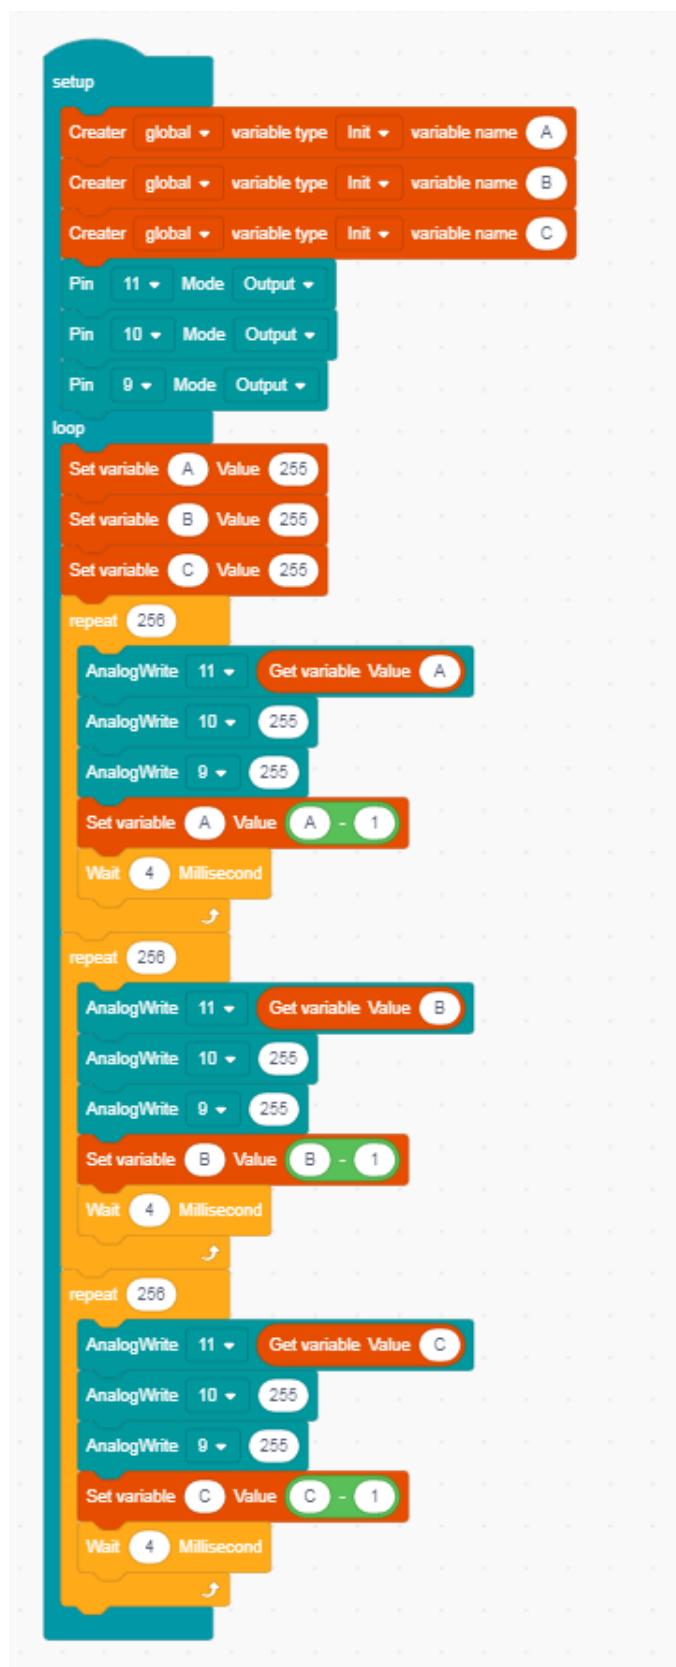 setup
Creater global variable type Init variable name A
Creater global variable type Init variable name B
Creater global variable type Init variable name C
Pin 11 Mode Output
Pin 10 Mode Output
Pin 9 Mode Output
loop
Set variable A Value 255
Set variable B Value 255
Set variable C Value 255
repeat 256
AnalogWrite 11 Get variable Value A
AnalogWrite 10 255
AnalogWrite 9 255
Set variable A Value A - 1
Wait 4 Millisecond
repeat 256
AnalogWrite 11 Get variable Value B
AnalogWrite 10 255
AnalogWrite 9 255
Set variable B Value B - 1
Wait 4 Millisecond
repeat 256
AnalogWrite 11 Get variable Value C
AnalogWrite 10 255
AnalogWrite 9 255
Set variable C Value C - 1
Wait 4 Millisecond